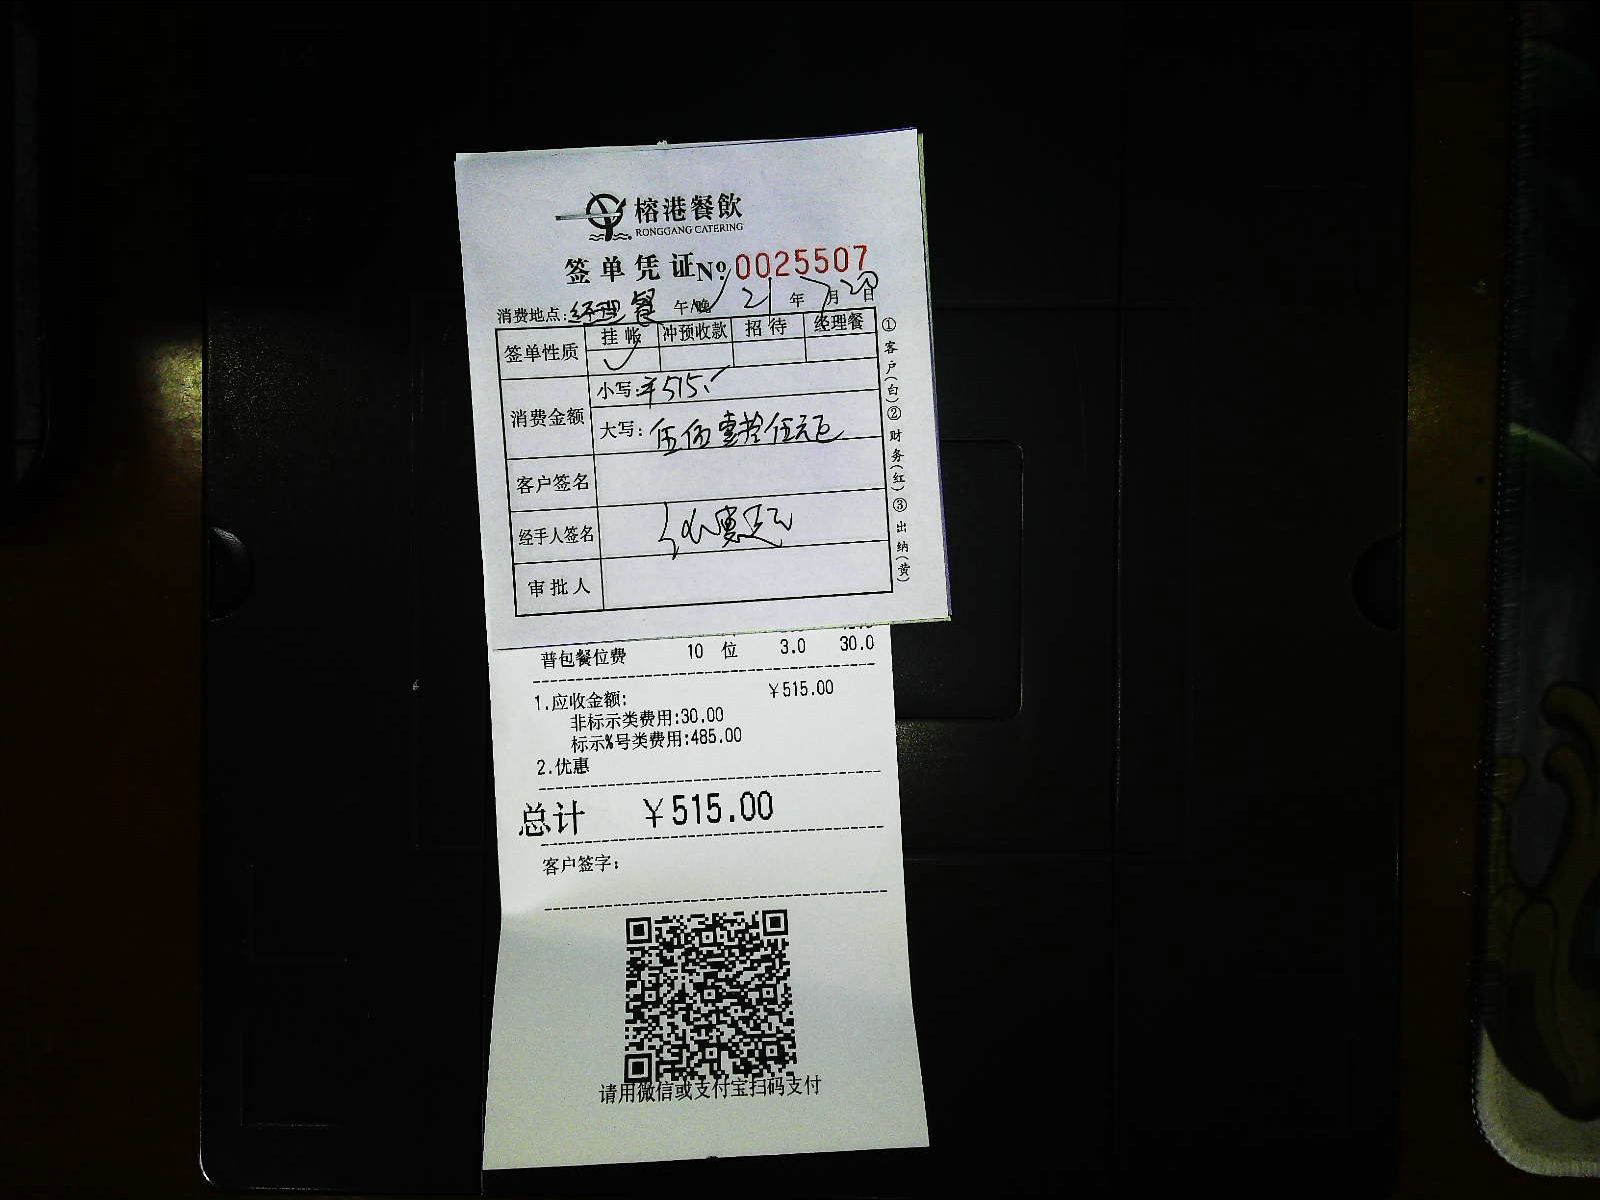 榕港餐飲
RONGGANG CATERING
签单凭证 No 0025507
消费地点:经理餐 午/晚 21年7月20日
签单性质 挂帐 冲预收款 招待 经理餐
✓
消费金额 小写:¥515.
大写:伍佰壹拾伍元
客户签名
经手人签名
审批人
①客户(白)②财务(红)③出纳(黄)
普包餐位费 10 位 3.0 30.0
1.应收金额: ¥515.00
非标示类费用:30.00
标示%号类费用:485.00
2.优惠
总计 ¥515.00
客户签字:
请用微信或支付宝扫码支付